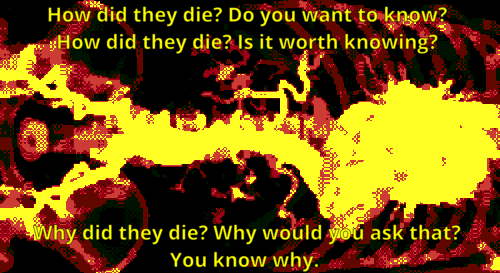 How did they die? Do you want to know?
How did they die? Is it worth knowing?
Why did they die? Why would you ask that?
You know why.